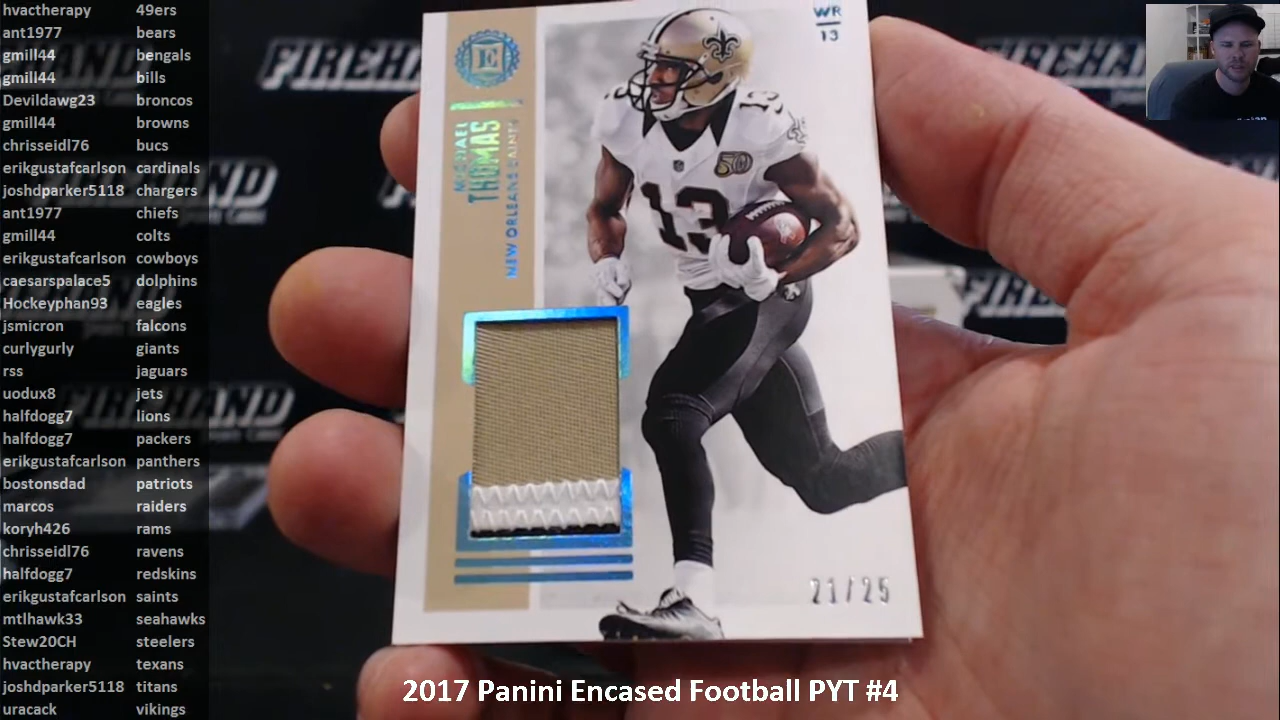 hvactherapy 49ers
ant1977 bears
gmill44 bengals
gmill44 bills
Devildawg23 broncos
gmill44 browns
chrisseidl76 bucs
erikgustafcarlson cardinals
joshdparker5118 chargers
ant1977 chiefs
gmill44 colts
erikgustafcarlson cowboys
caesarspalace5 dolphins
Hockeyphan93 eagles
jsmicron falcons
curlygurly giants
rss jaguars
uodux8 jets
halfdogg7 lions
halfdogg7 packers
erikgustafcarlson panthers
bostonsdad patriots
marcos raiders
koryh426 rams
chrisseidl76 ravens
halfdogg7 redskins
erikgustafcarlson saints
mtlhawk33 seahawks
Stew20CH steelers
hvactherapy texans
joshdparker5118 titans
uracack vikings
FIREHAND
FIREHAND
E
MICHAEL
THOMAS
NEW ORLEANS SAINTS
WR
13
13
50
13
21/25
2017 Panini Encased Football PYT #4